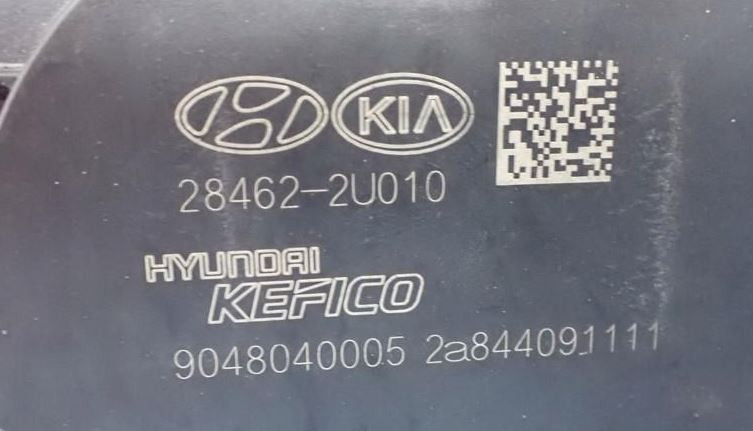 KIA
28462-2U010
HYUNDAI
KEFICO
9048040005 2a844091111